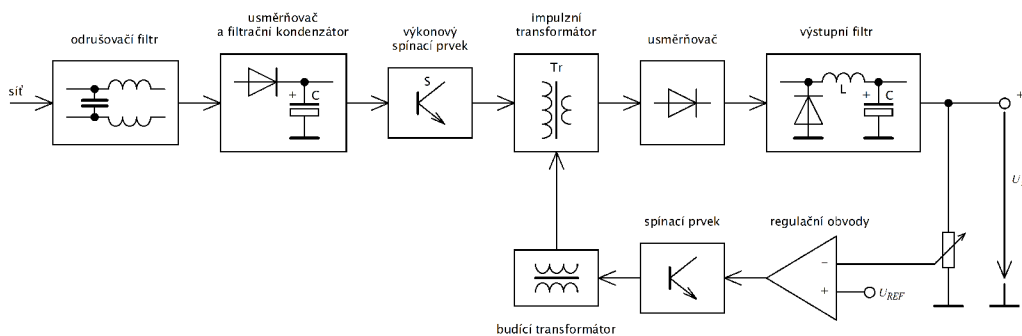 odrušovací filtr
usměrňovač
a filtrační kondenzátor
výkonový
spínací prvek
impulzní
transformátor
usměrňovač
výstupní filtr
síť
+
C
S
Tr
L
+
C
+
spínací prvek
regulační obvody
−
+
U_REF
budící transformátor